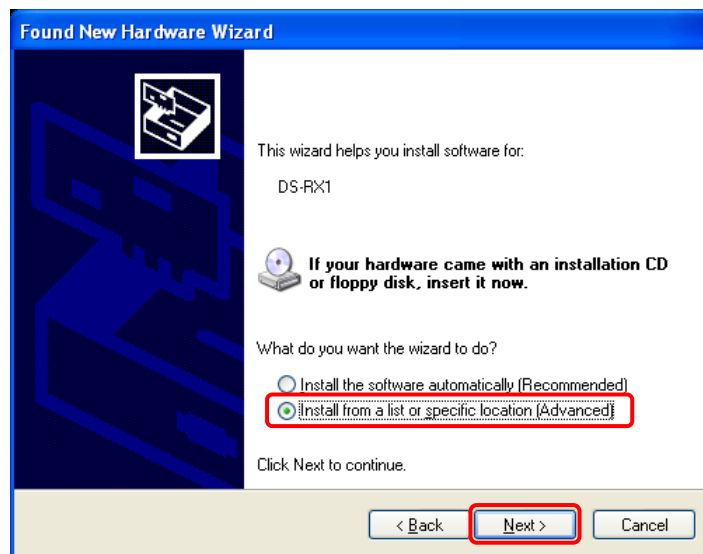 Found New Hardware Wizard
This wizard helps you install software for:
DS-RX1
If your hardware came with an installation CD
or floppy disk, insert it now.
What do you want the wizard to do?
Install the software automatically (Recommended)
Install from a list or specific location (Advanced)
Click Next to continue.
< Back Next > Cancel